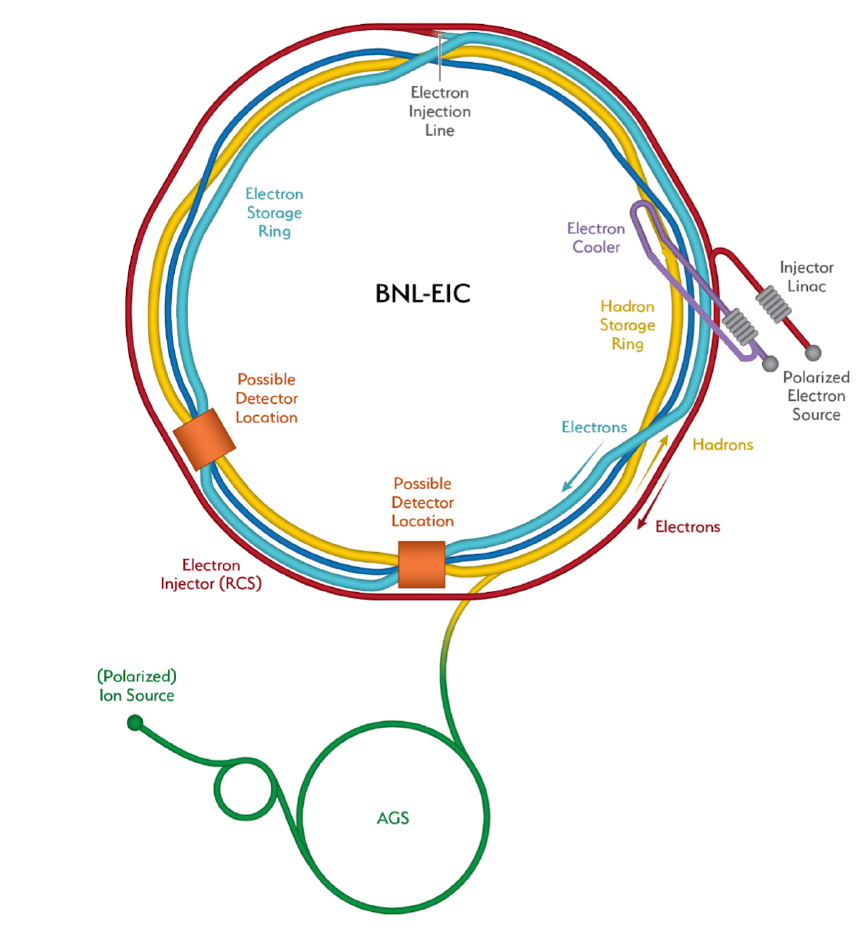 Electron
Injection
Line
Electron
Storage
Ring
Electron
Cooler
Injector
Linac
BNL-EIC
Hadron
Storage
Ring
Polarized
Electron
Source
Possible
Detector
Location
Electrons
Hadrons
Possible
Detector
Location
Electrons
Electron
Injector (RCS)
(Polarized)
Ion Source
AGS